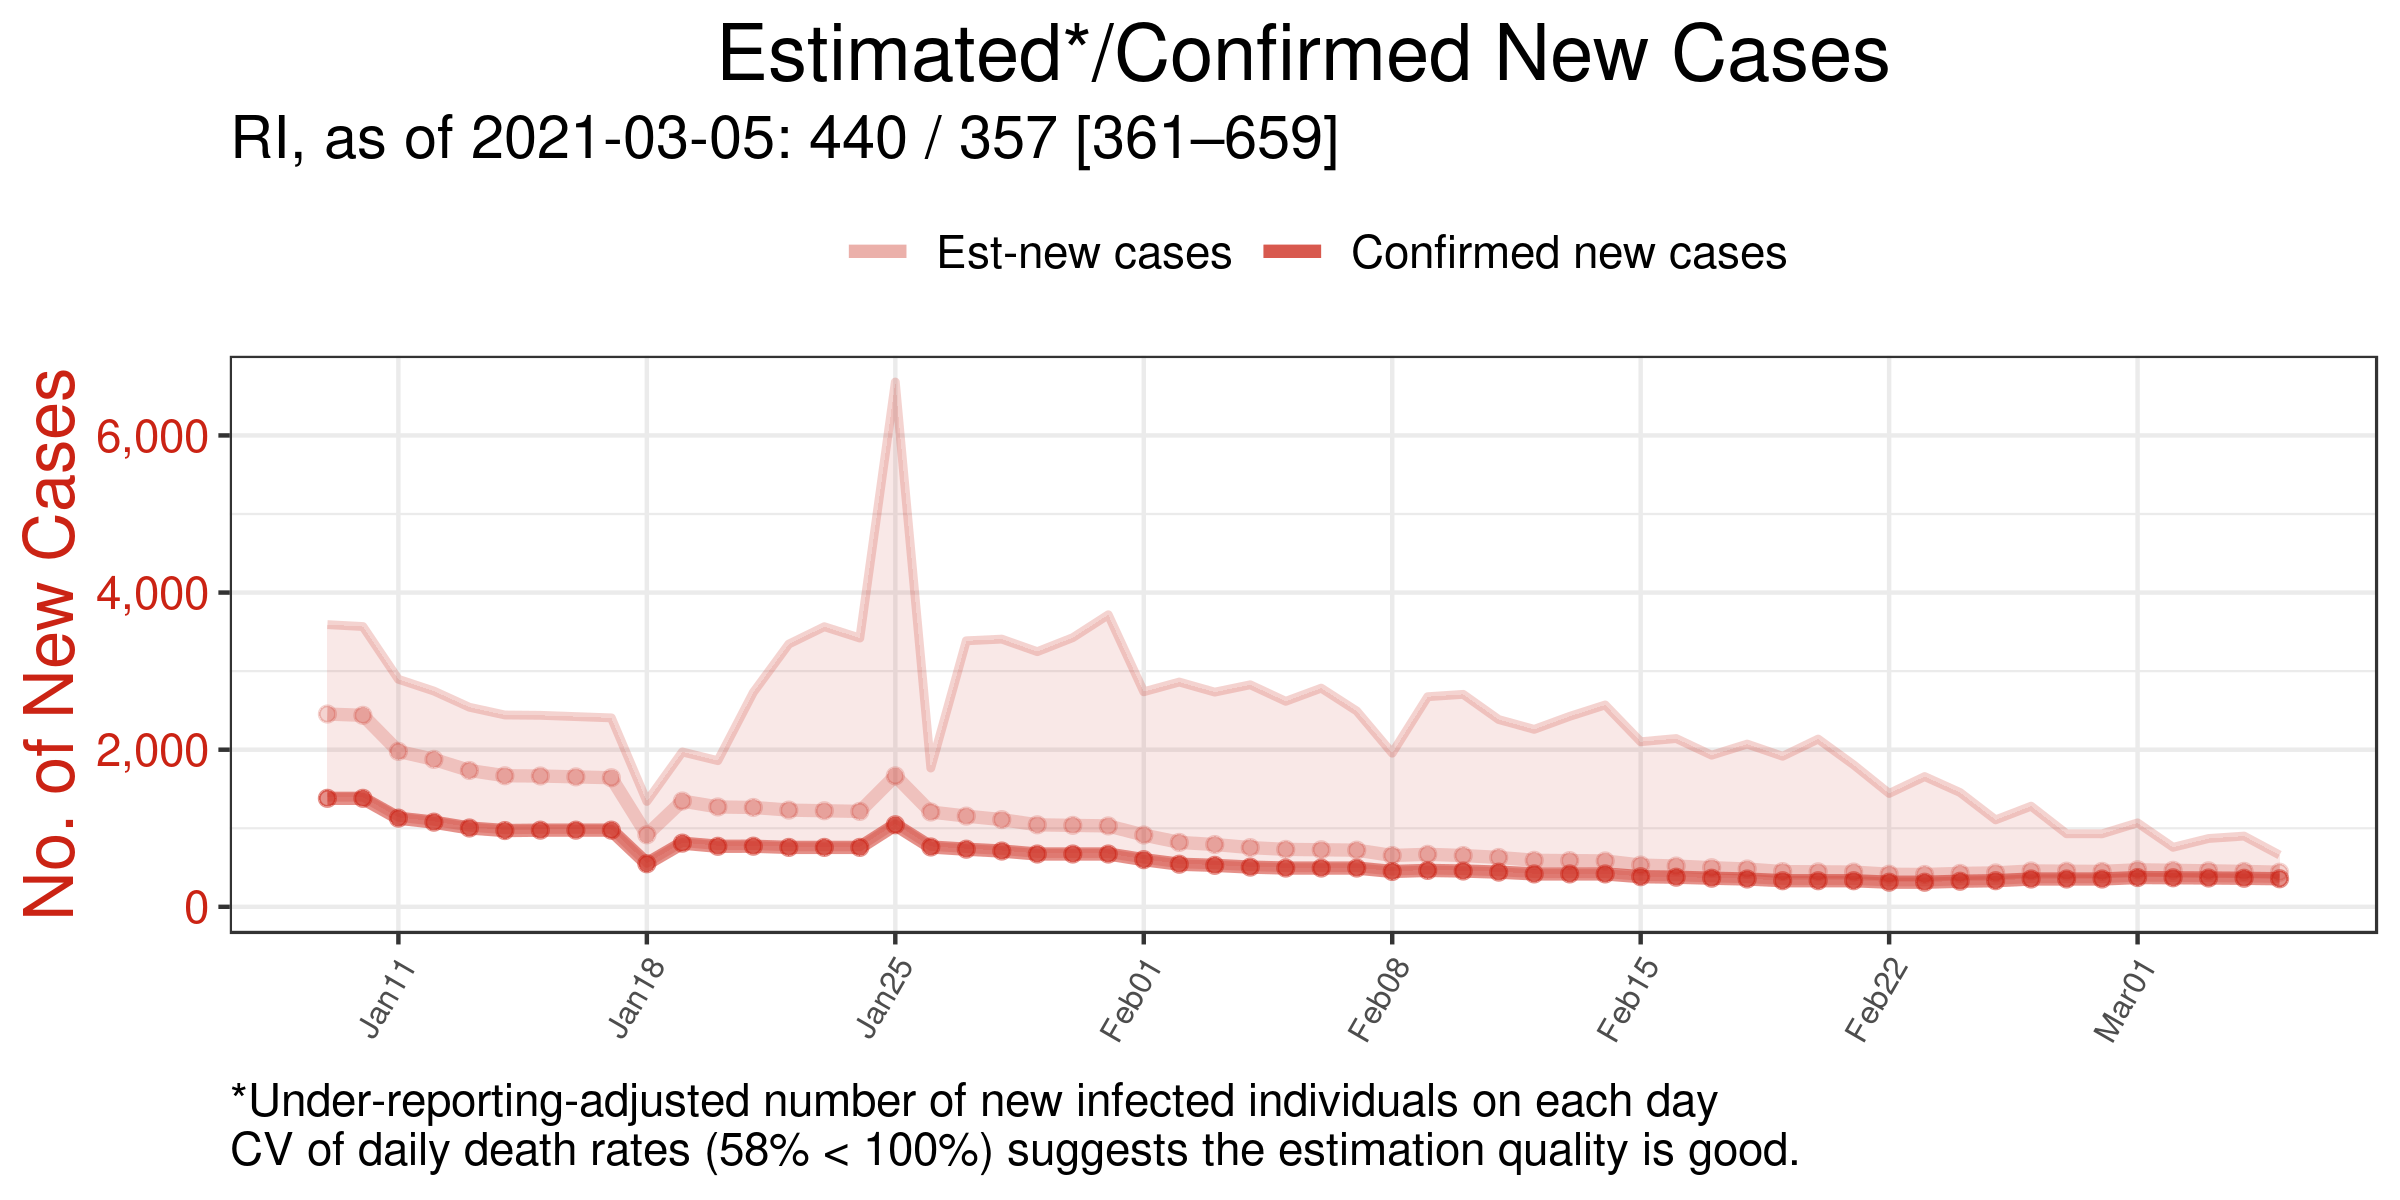 Estimated*/Confirmed New Cases
RI, as of 2021-03-05: 440 / 357 [361–659]
Est-new cases
Confirmed new cases
No. of New Cases
6,000
4,000
2,000
0
Jan11
Jan18
Jan25
Feb01
Feb08
Feb15
Feb22
Mar01
*Under-reporting-adjusted number of new infected individuals on each day
CV of daily death rates (58% < 100%) suggests the estimation quality is good.